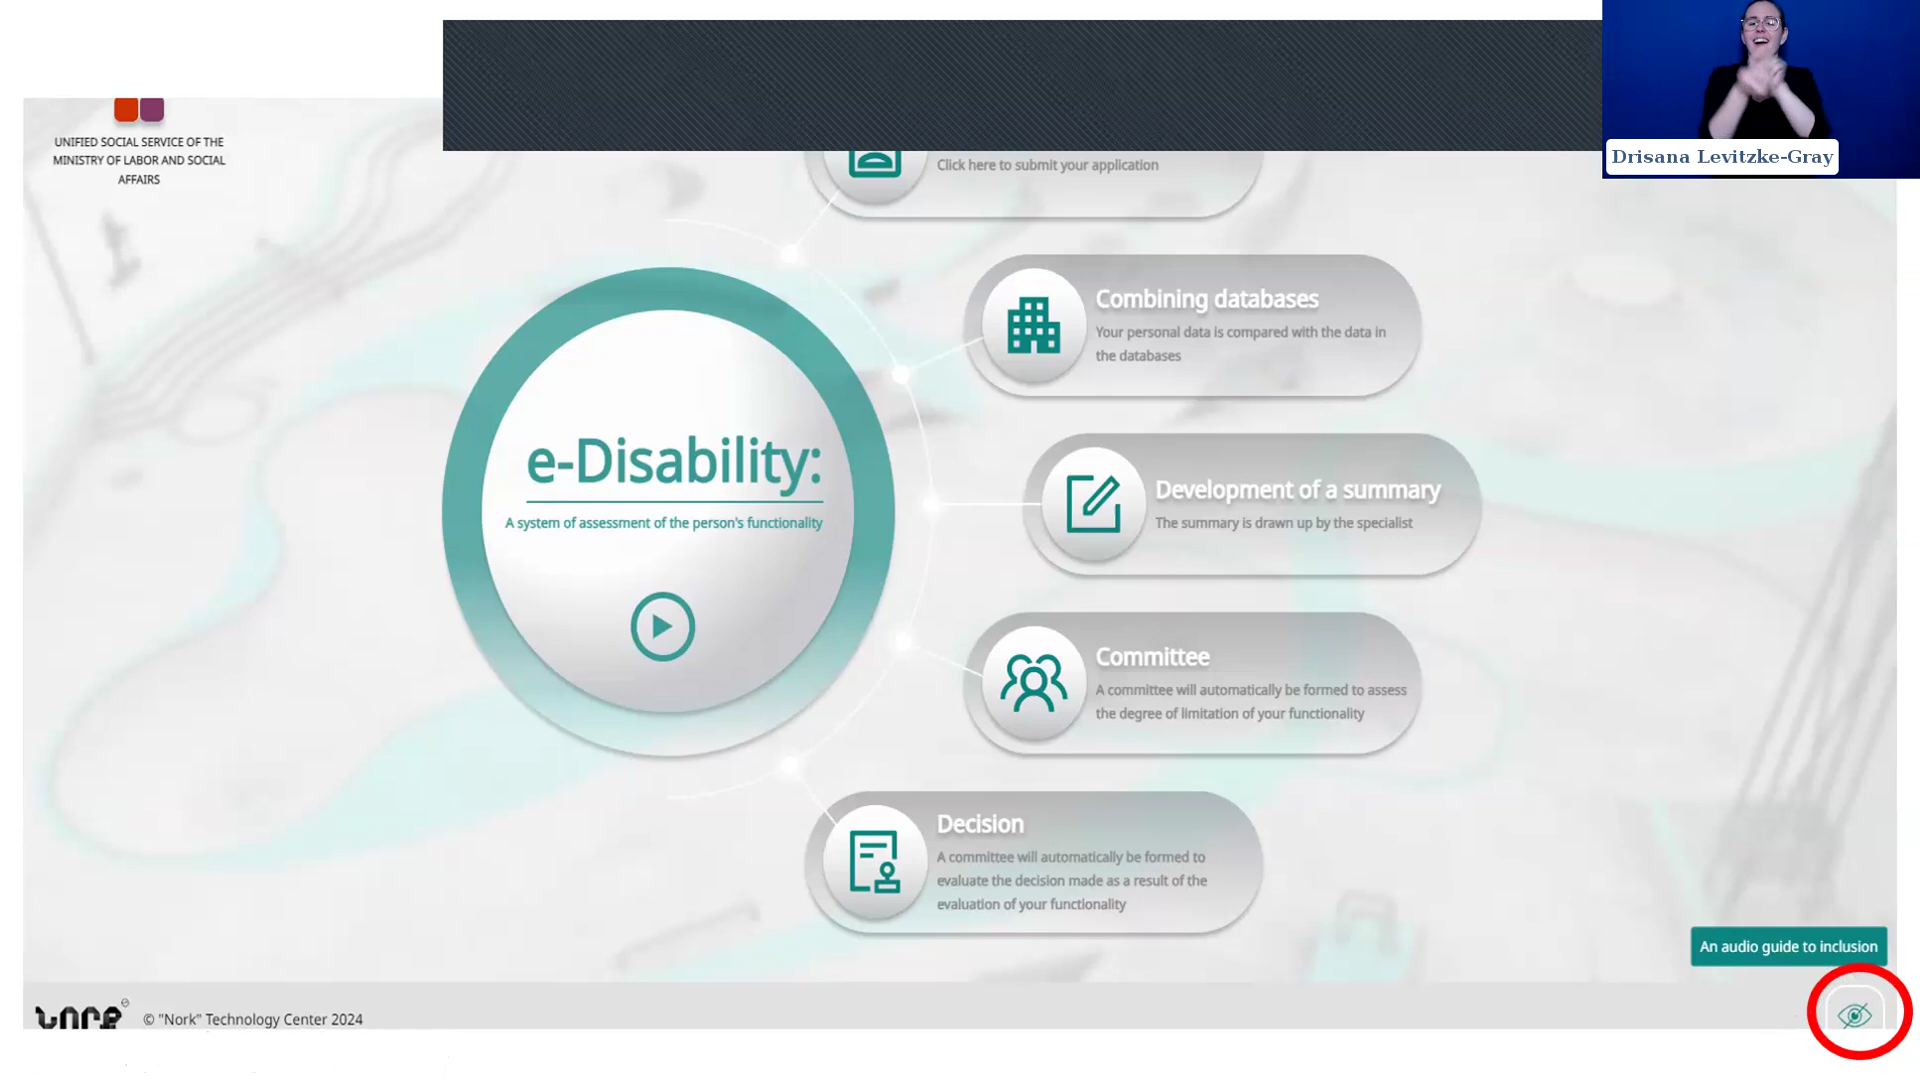 Drisana Levitzke-Gray
UNIFIED SOCIAL SERVICE OF THE
MINISTRY OF LABOR AND SOCIAL
AFFAIRS
Click here to submit your application
Combining databases
Your personal data is compared with the data in
the databases
e-Disability:
A system of assessment of the person's functionality
Development of a summary
The summary is drawn up by the specialist
Committee
A committee will automatically be formed to assess
the degree of limitation of your functionality
Decision
A committee will automatically be formed to
evaluate the decision made as a result of the
evaluation of your functionality
An audio guide to inclusion
© "Nork" Technology Center 2024